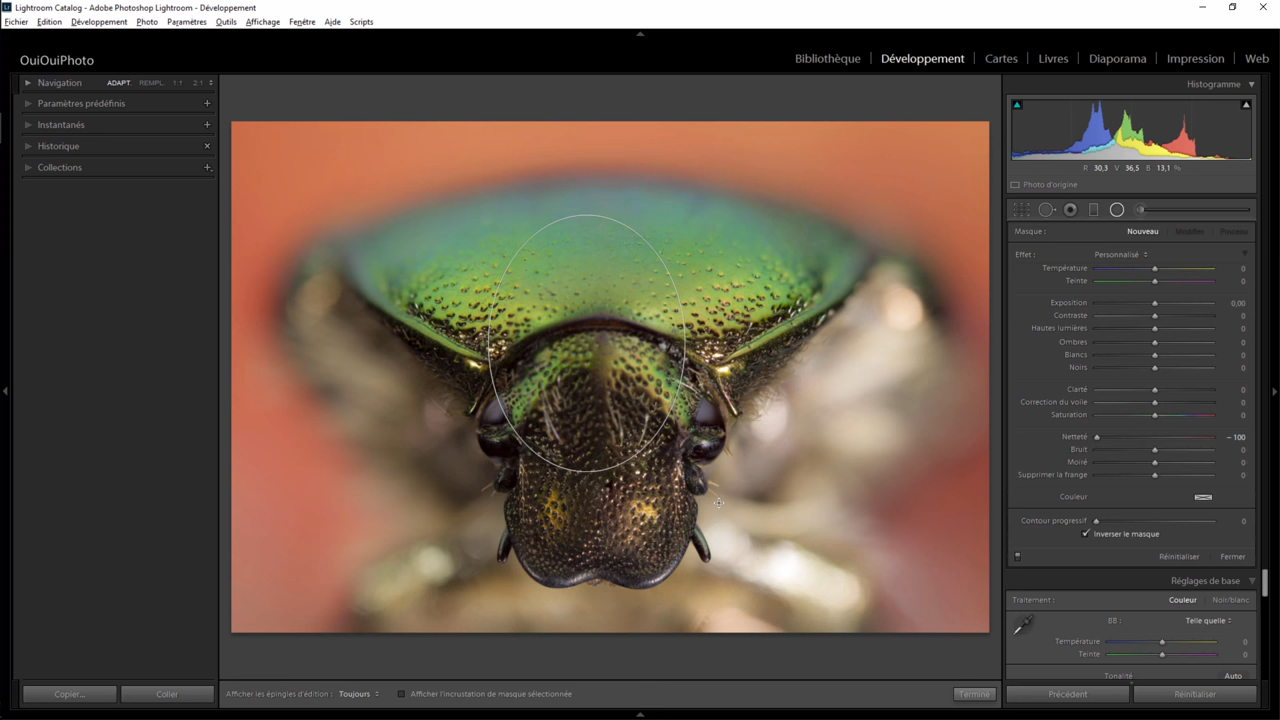 Lightroom Catalog - Adobe Photoshop Lightroom - Développement
Fichier Edition Développement Photo Paramètres Outils Affichage Fenêtre Aide Scripts
OuiOuiPhoto
Bibliothèque Développement Cartes Livres Diaporama Impression Web
Navigation ADAPT. REMPL. 1:1 2:1
Paramètres prédéfinis
Instantanés
Historique
Collections
Copier... Coller
Afficher les épingles d'édition : Toujours Afficher l'incrustation de masque sélectionnée Terminé
Histogramme
R 30,3 V 36,5 B 13,1 %
Photo d'origine
Masque : Nouveau Modifier Pinceau
Effet : Personnalisé
Température 0
Teinte 0
Exposition 0,00
Contraste 0
Hautes lumières 0
Ombres 0
Blancs 0
Noirs 0
Clarté 0
Correction du voile 0
Saturation 0
Netteté – 100
Bruit 0
Moiré 0
Supprimer la frange 0
Couleur
Contour progressif 0
Inverser le masque
Réinitialiser Fermer
Réglages de base
Traitement : Couleur Noir/blanc
BB : Telle quelle
Température 0
Teinte 0
Tonalité Auto
Précédent Réinitialiser